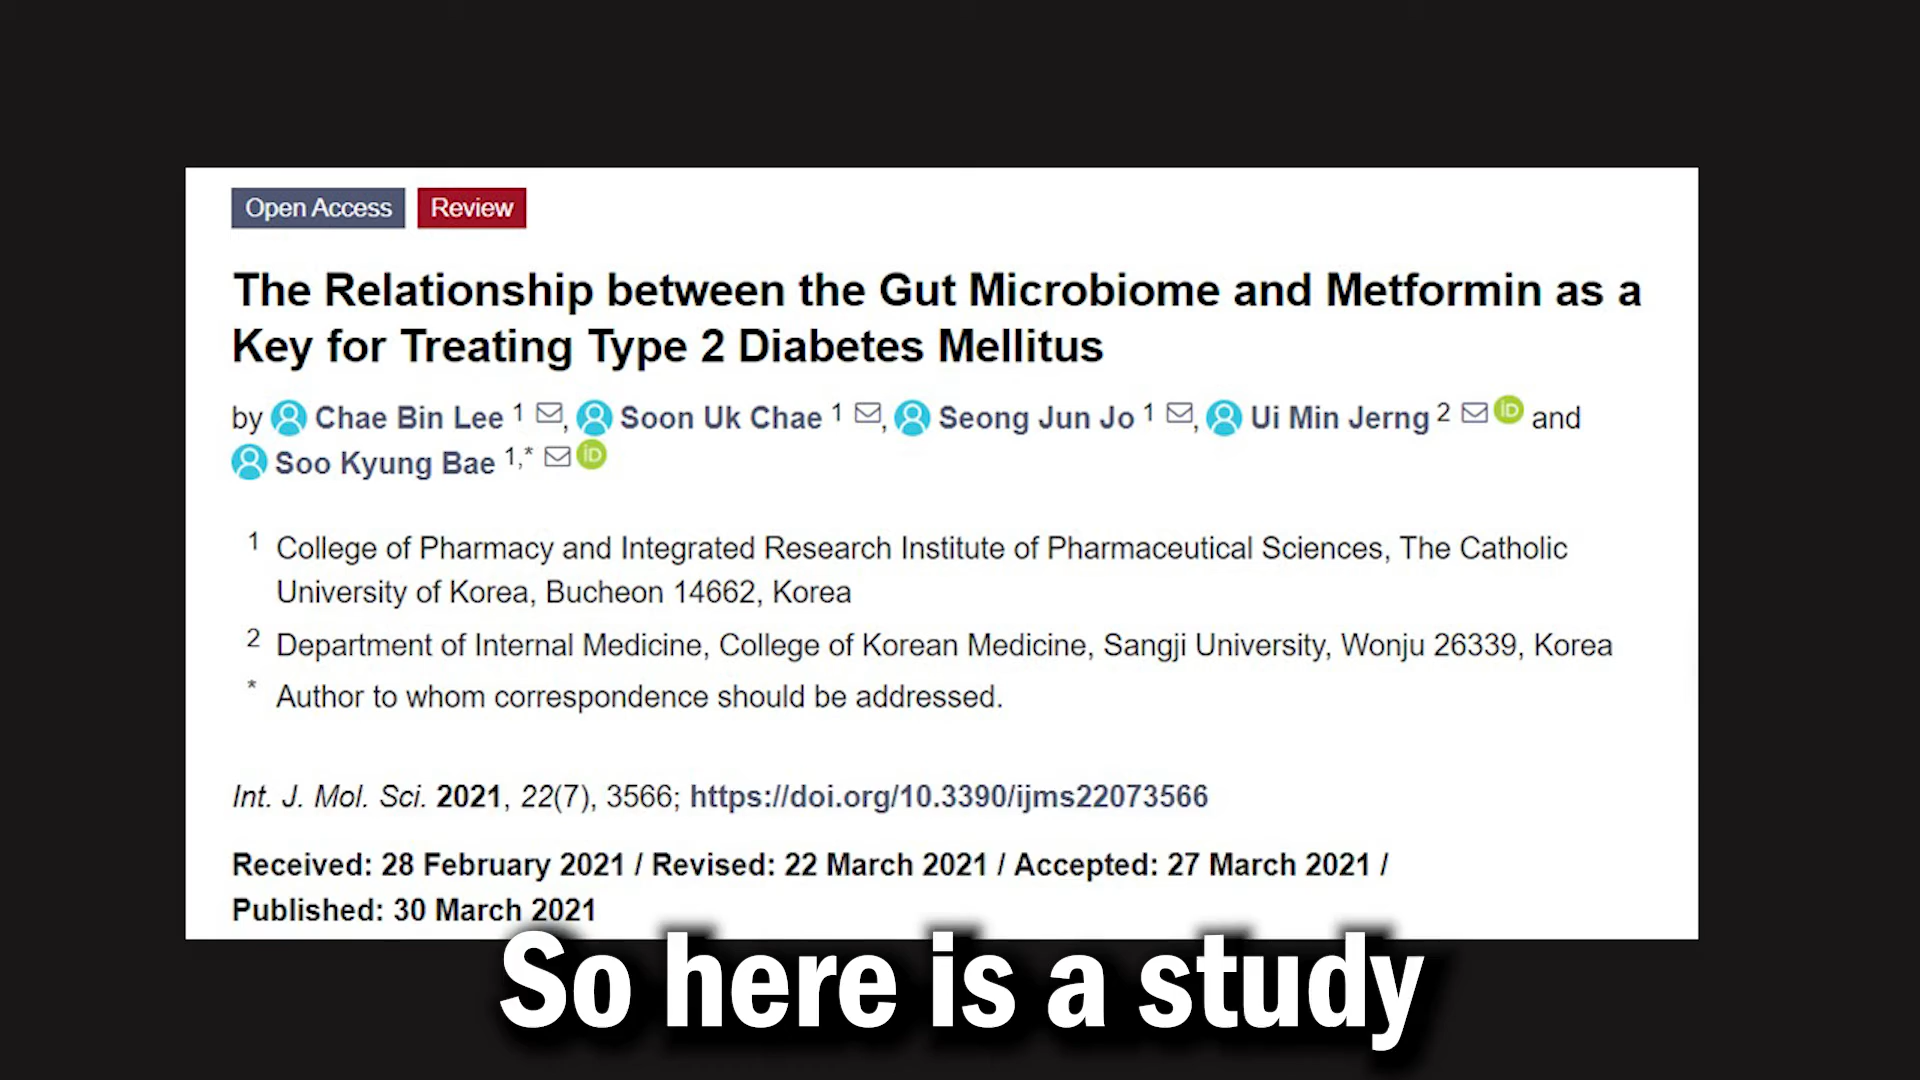 Open Access Review
The Relationship between the Gut Microbiome and Metformin as a
Key for Treating Type 2 Diabetes Mellitus
by Chae Bin Lee 1, Soon Uk Chae 1, Seong Jun Jo 1, Ui Min Jerng 2 iD and
Soo Kyung Bae 1,* iD
1 College of Pharmacy and Integrated Research Institute of Pharmaceutical Sciences, The Catholic
University of Korea, Bucheon 14662, Korea
2 Department of Internal Medicine, College of Korean Medicine, Sangji University, Wonju 26339, Korea
* Author to whom correspondence should be addressed.
Int. J. Mol. Sci. 2021, 22(7), 3566; https://doi.org/10.3390/ijms22073566
Received: 28 February 2021 / Revised: 22 March 2021 / Accepted: 27 March 2021 /
Published: 30 March 2021
So here is a study